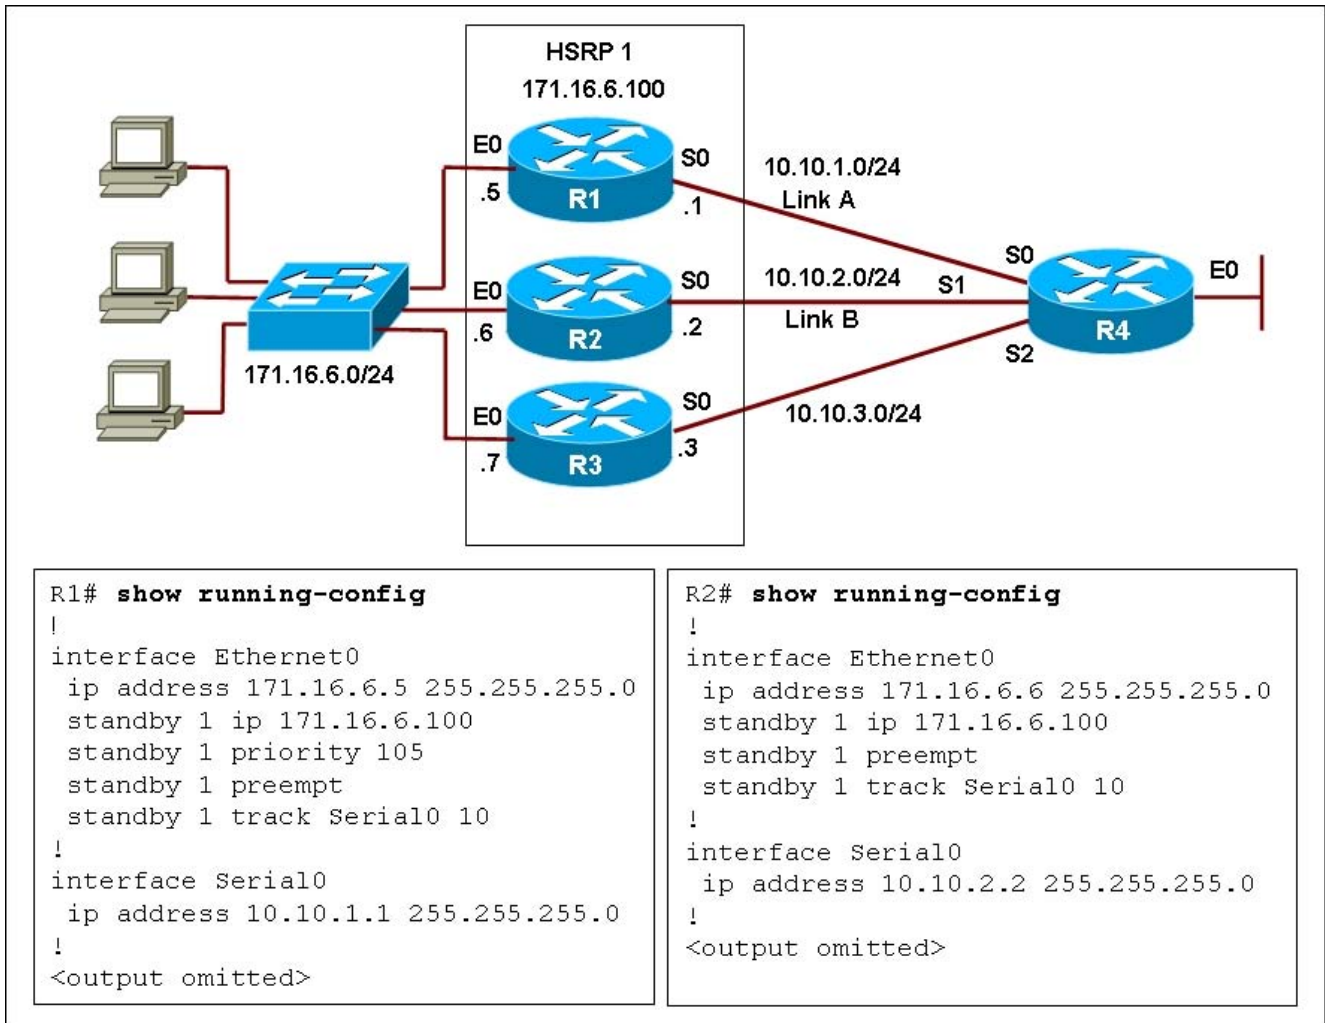 HSRP 1
171.16.6.100
E0
S0
.5
R1
.1
10.10.1.0/24
Link A
E0
S0
.6
R2
.2
10.10.2.0/24
Link B
S0
S1
S2
R4
E0
171.16.6.0/24
E0
S0
.7
R3
.3
10.10.3.0/24
R1# show running-config
!
interface Ethernet0
ip address 171.16.6.5 255.255.255.0
standby 1 ip 171.16.6.100
standby 1 priority 105
standby 1 preempt
standby 1 track Serial0 10
!
interface Serial0
ip address 10.10.1.1 255.255.255.0
!
<output omitted>
R2# show running-config
!
interface Ethernet0
ip address 171.16.6.6 255.255.255.0
standby 1 ip 171.16.6.100
standby 1 preempt
standby 1 track Serial0 10
!
interface Serial0
ip address 10.10.2.2 255.255.255.0
!
<output omitted>